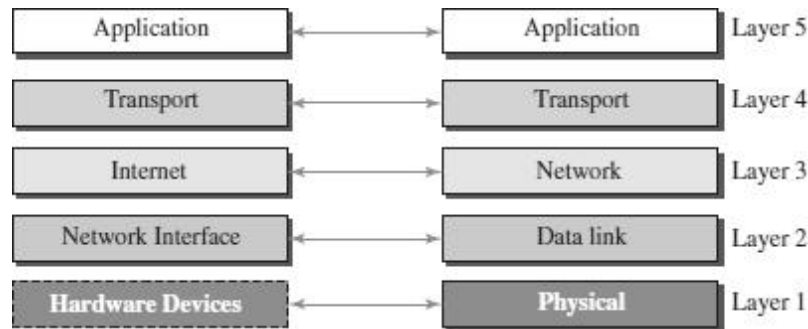 Application Application Layer 5
Transport Transport Layer 4
Internet Network Layer 3
Network Interface Data link Layer 2
Hardware Devices Physical Layer 1